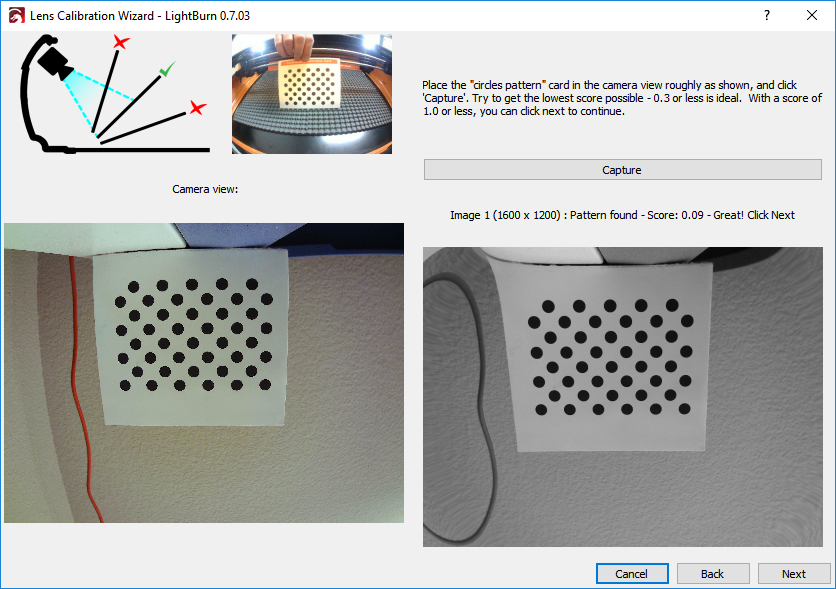 Lens Calibration Wizard - LightBurn 0.7.03
Place the "circles pattern" card in the camera view roughly as shown, and click
'Capture'. Try to get the lowest score possible - 0.3 or less is ideal.  With a score of
1.0 or less, you can click next to continue.
Capture
Camera view:
Image 1 (1600 x 1200) : Pattern found - Score: 0.09 - Great! Click Next
Cancel
Back
Next